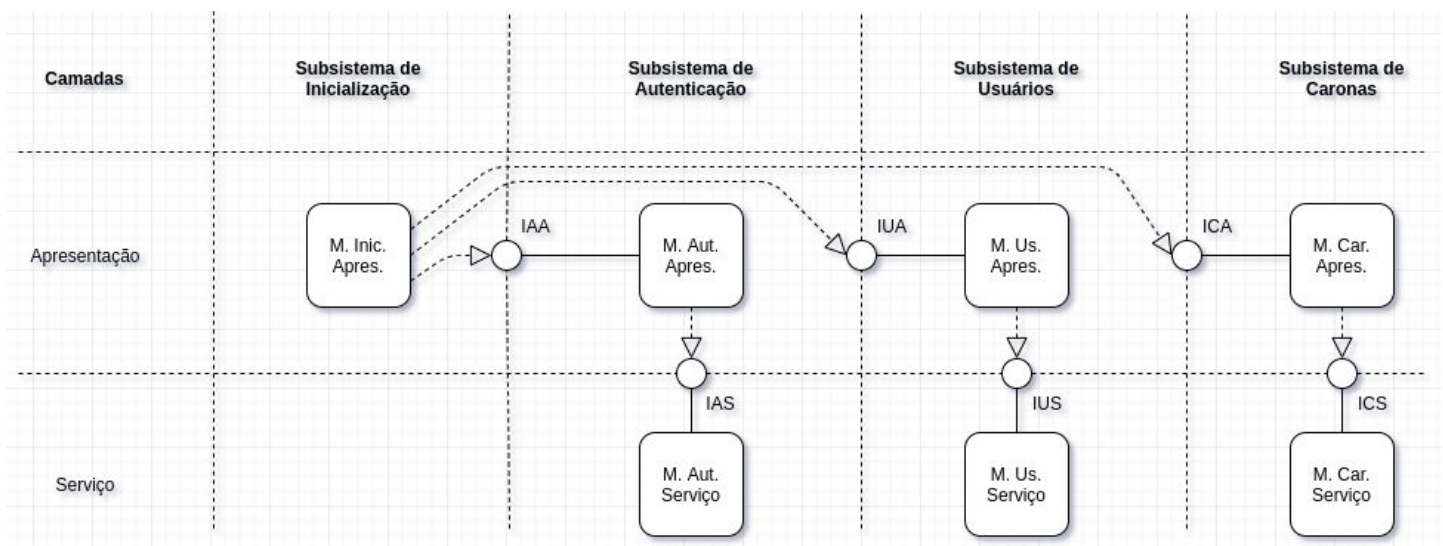 Camadas
Subsistema de
Inicialização
Subsistema de
Autenticação
Subsistema de
Usuários
Subsistema de
Caronas
Apresentação
M. Inic.
Apres.
IAA
M. Aut.
Apres.
IUA
M. Us.
Apres.
ICA
M. Car.
Apres.
IAS
IUS
ICS
Serviço
M. Aut.
Serviço
M. Us.
Serviço
M. Car.
Serviço